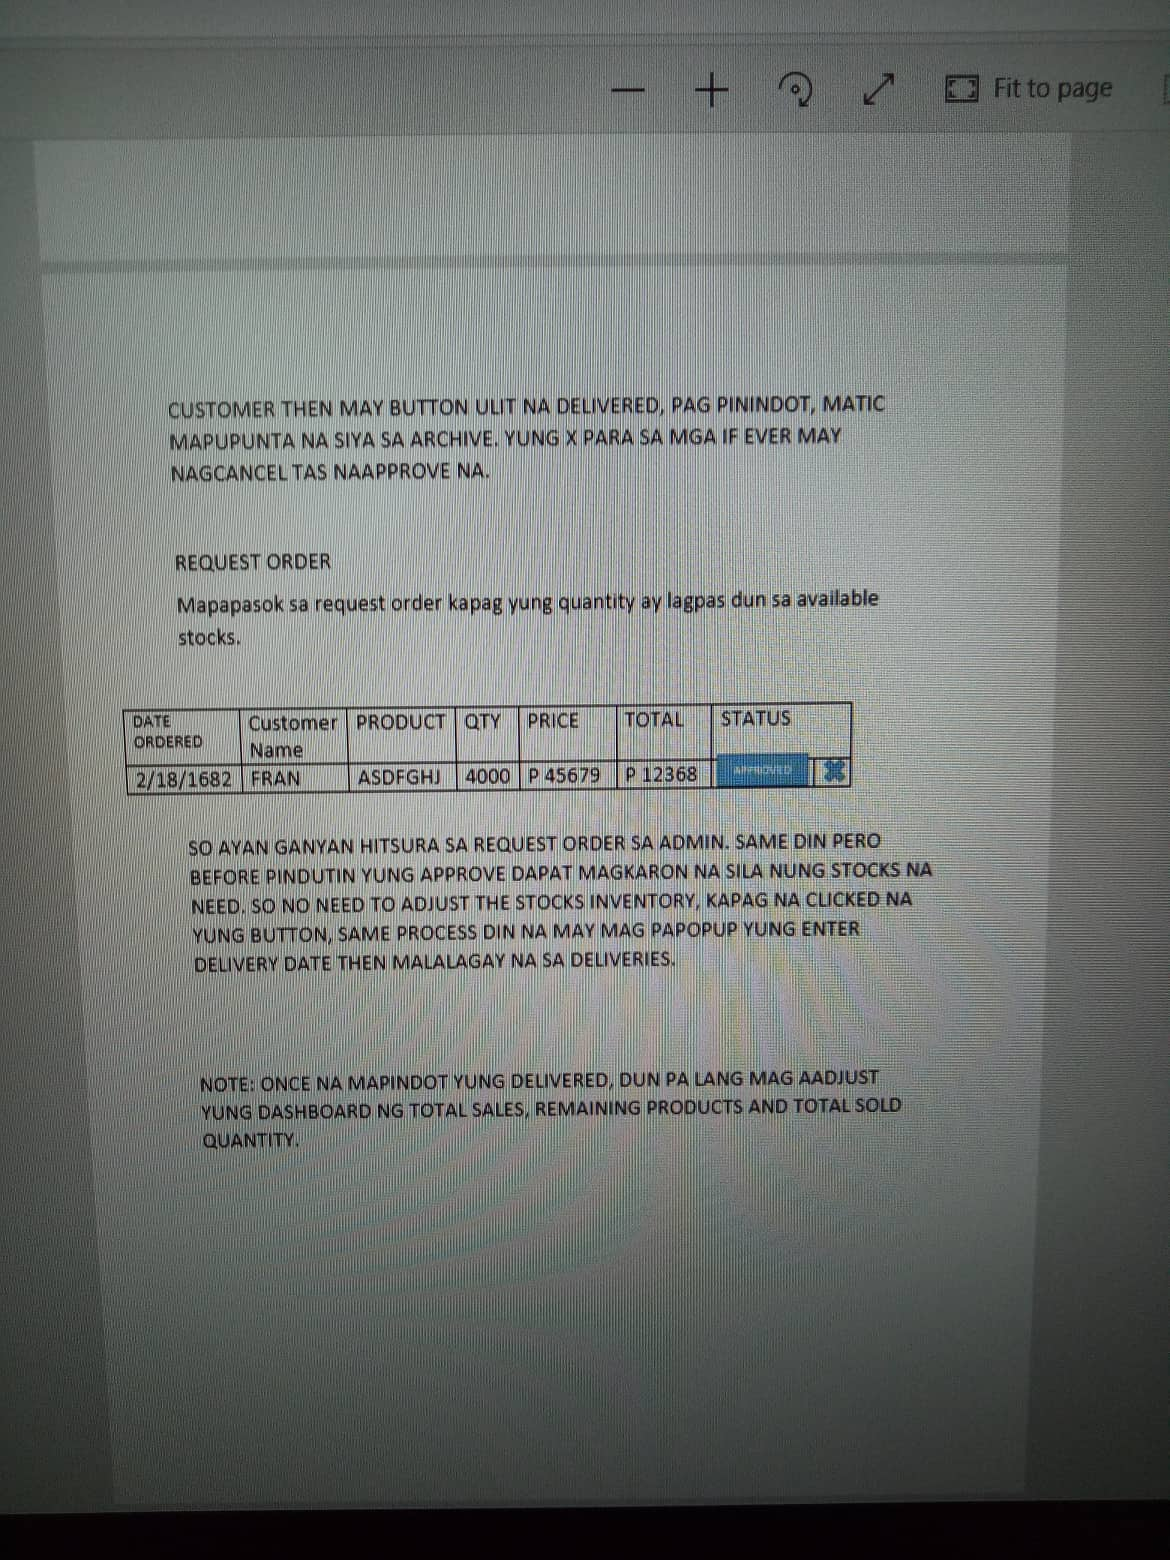 Fit to page
CUSTOMER THEN MAY BUTTON ULIT NA DELIVERED, PAG PININDOT, MATIC
MAPUPUNTA NA SIYA SA ARCHIVE. YUNG X PARA SA MGA IF EVER MAY
NAGCANCEL TAS NAAPPROVE NA.
REQUEST ORDER
Mapapasok sa request order kapag yung quantity ay lagpas dun sa available
stocks.
DATE ORDERED Customer Name PRODUCT QTY PRICE TOTAL STATUS
2/18/1682 FRAN ASDFGHJ 4000 P 45679 P 12368 APPROVED X
SO AYAN GANYAN HITSURA SA REQUEST ORDER SA ADMIN. SAME DIN PERO
BEFORE PINDUTIN YUNG APPROVE DAPAT MAGKARON NA SILA NUNG STOCKS NA
NEED. SO NO NEED TO ADJUST THE STOCKS INVENTORY, KAPAG NA CLICKED NA
YUNG BUTTON, SAME PROCESS DIN NA MAY MAG PAPOPUP YUNG ENTER
DELIVERY DATE THEN MALALAGAY NA SA DELIVERIES.
NOTE: ONCE NA MAPINDOT YUNG DELIVERED, DUN PA LANG MAG AADJUST
YUNG DASHBOARD NG TOTAL SALES, REMAINING PRODUCTS AND TOTAL SOLD
QUANTITY.